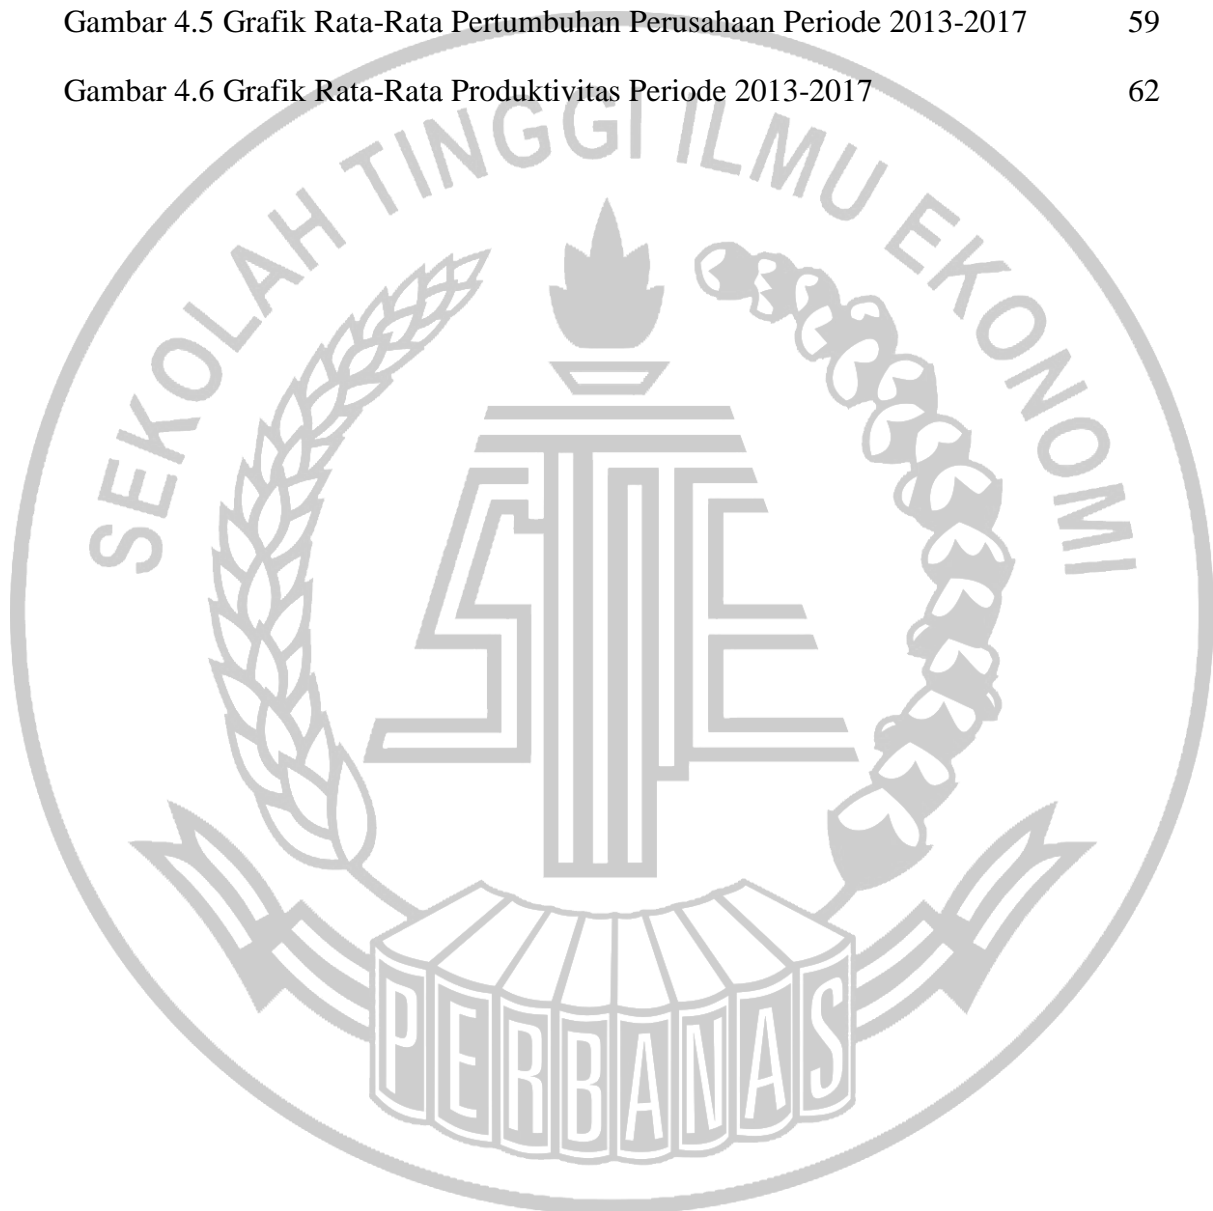 Gambar 4.5 Grafik Rata-Rata Pertumbuhan Perusahaan Periode 2013-2017 59
Gambar 4.6 Grafik Rata-Rata Produktivitas Periode 2013-2017 62
SEKOLAH TINGGI ILMU EKONOMI
STIE
PERBANAS